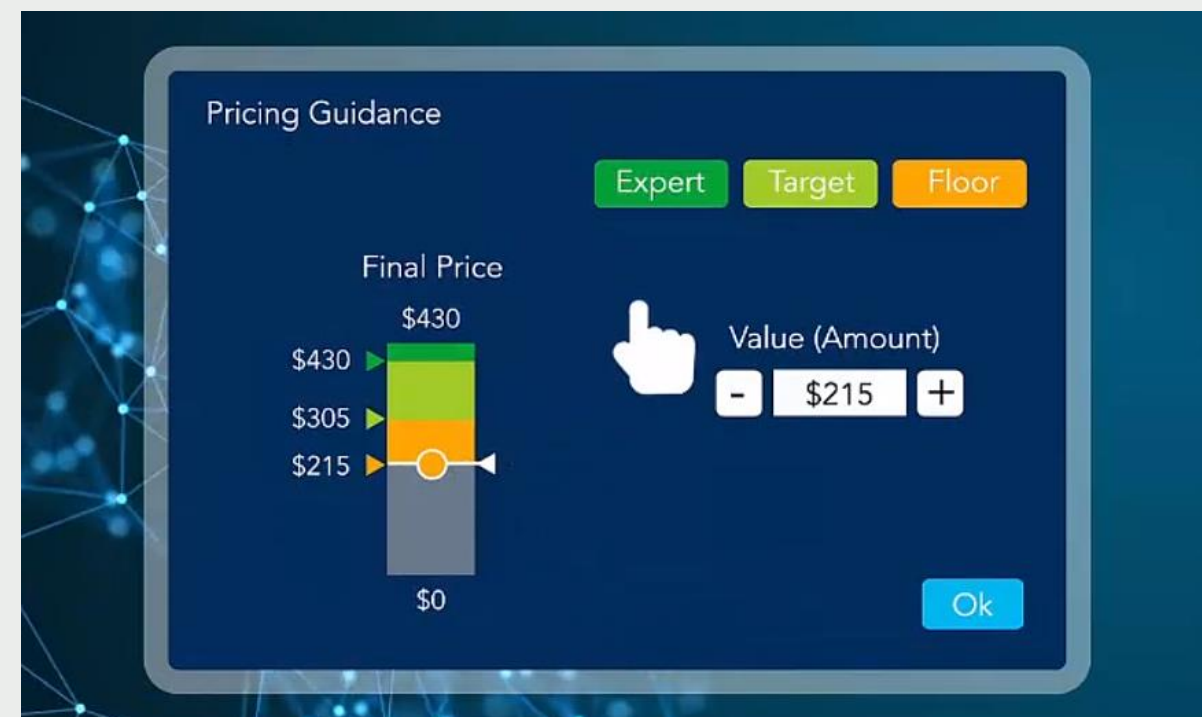 Pricing Guidance
Expert Target Floor
Final Price
$430
$430
$305
$215
$0
Value (Amount)
- $215 +
Ok